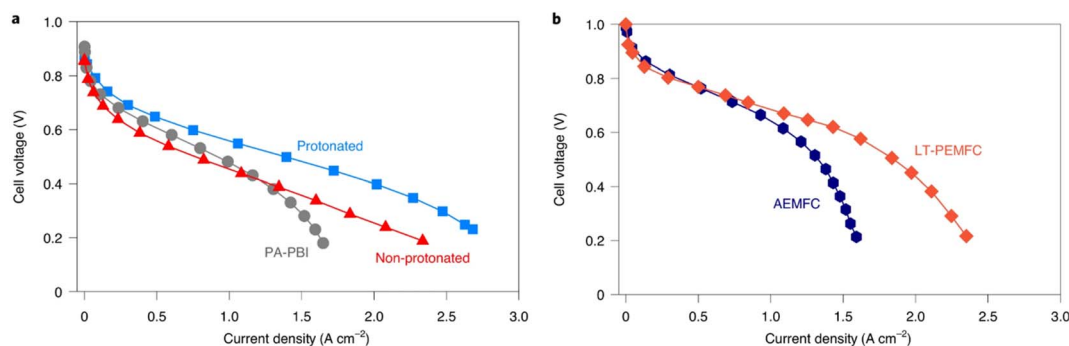 a
1.0
0.8
0.6
0.4
0.2
0
Cell voltage (V)
Protonated
PA-PBI
Non-protonated
0
0.5
1.0
1.5
2.0
2.5
3.0
Current density (A cm⁻²)
b
1.0
0.8
0.6
0.4
0.2
0
Cell voltage (V)
LT-PEMFC
AEMFC
0
0.5
1.0
1.5
2.0
2.5
3.0
Current density (A cm⁻²)